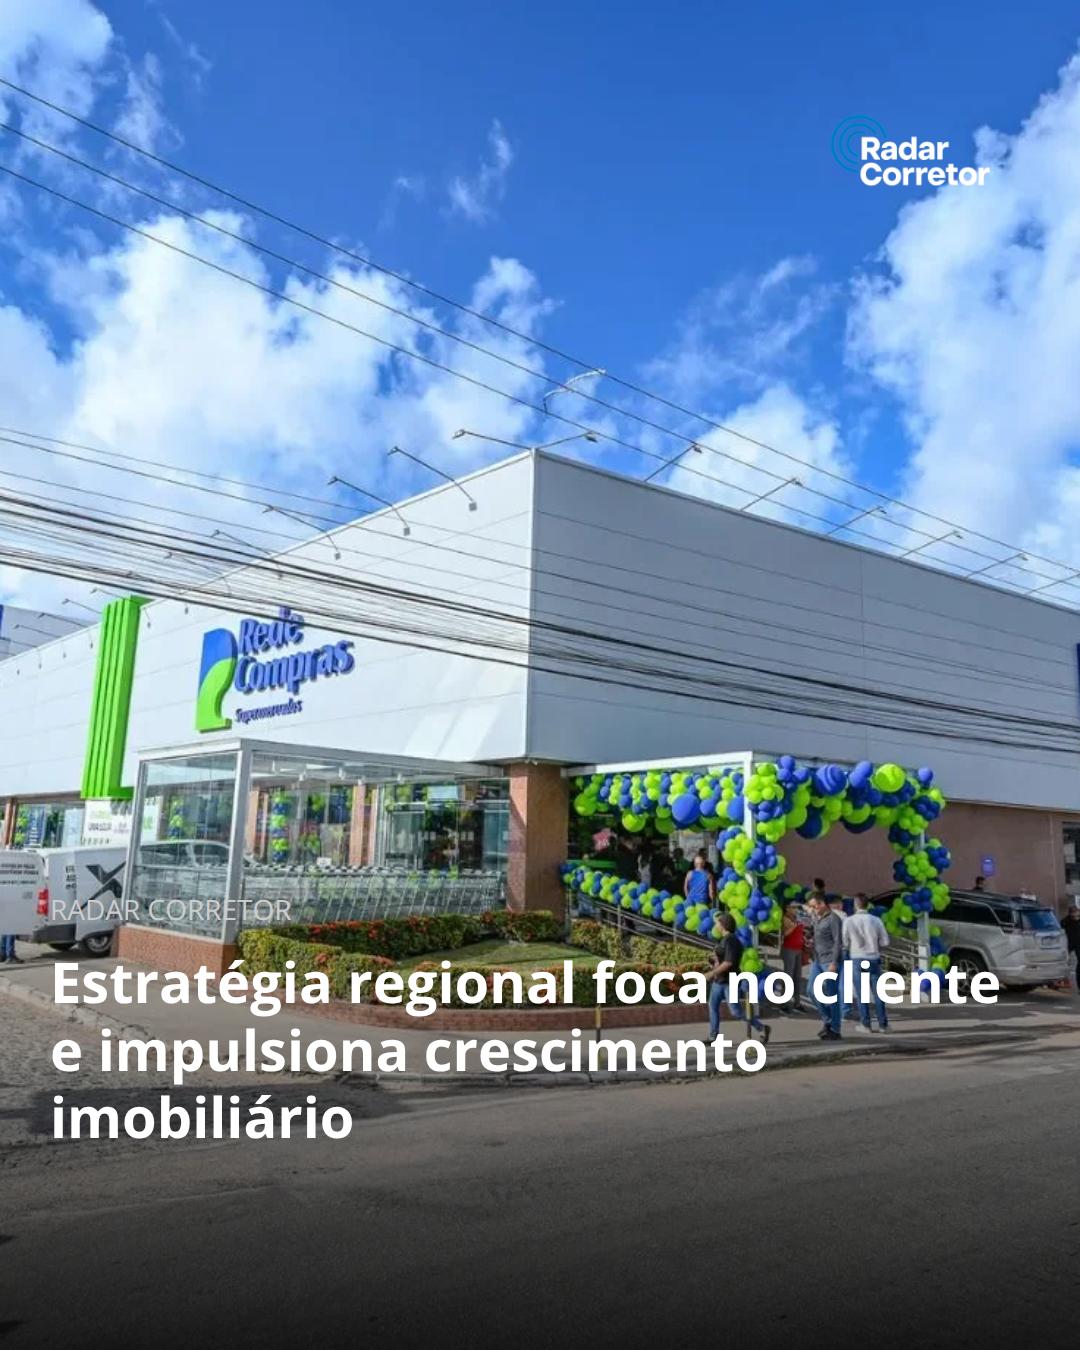 Radar
Corretor
Rede
Compras
Supermercados
RADAR CORRETOR
Estratégia regional foca no cliente
e impulsiona crescimento
imobiliário